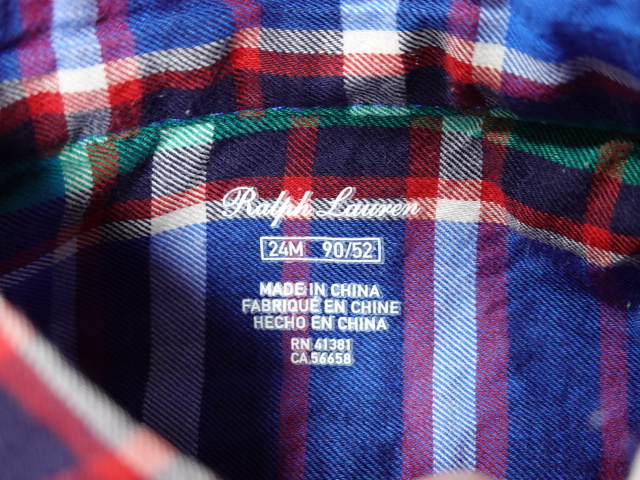 Ralph Lauren
24M 90/52
MADE IN CHINA
FABRIQUÉ EN CHINE
HECHO EN CHINA
RN 41381
CA 56658